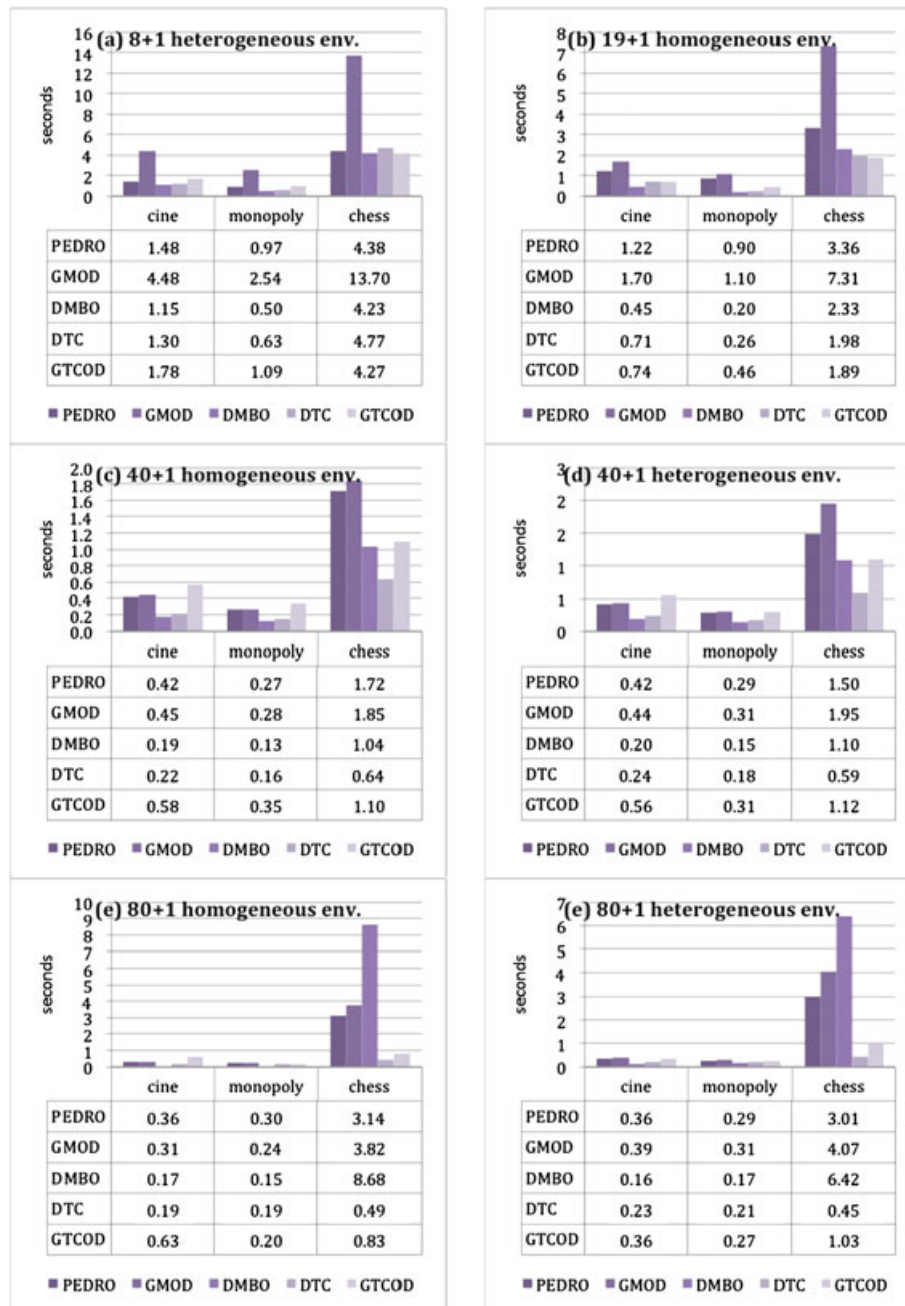 (a) 8+1 heterogeneous env.
16
14
12
10
8
6
4
2
0
seconds
cine monopoly chess
PEDRO 1.48 0.97 4.38
GMOD 4.48 2.54 13.70
DMBO 1.15 0.50 4.23
DTC 1.30 0.63 4.77
GTCOD 1.78 1.09 4.27
PEDRO GMOD DMBO DTC GTCOD
(b) 19+1 homogeneous env.
8
7
6
5
4
3
2
1
0
seconds
cine monopoly chess
PEDRO 1.22 0.90 3.36
GMOD 1.70 1.10 7.31
DMBO 0.45 0.20 2.33
DTC 0.71 0.26 1.98
GTCOD 0.74 0.46 1.89
PEDRO GMOD DMBO DTC GTCOD
(c) 40+1 homogeneous env.
2.0
1.8
1.6
1.4
1.2
1.0
0.8
0.6
0.4
0.2
0.0
seconds
cine monopoly chess
PEDRO 0.42 0.27 1.72
GMOD 0.45 0.28 1.85
DMBO 0.19 0.13 1.04
DTC 0.22 0.16 0.64
GTCOD 0.58 0.35 1.10
PEDRO GMOD DMBO DTC GTCOD
(d) 40+1 heterogeneous env.
3
2
2
1
1
0
seconds
cine monopoly chess
PEDRO 0.42 0.29 1.50
GMOD 0.44 0.31 1.95
DMBO 0.20 0.15 1.10
DTC 0.24 0.18 0.59
GTCOD 0.56 0.31 1.12
PEDRO GMOD DMBO DTC GTCOD
(e) 80+1 homogeneous env.
10
9
8
7
6
5
4
3
2
1
0
seconds
cine monopoly chess
PEDRO 0.36 0.30 3.14
GMOD 0.31 0.24 3.82
DMBO 0.17 0.15 8.68
DTC 0.19 0.19 0.49
GTCOD 0.63 0.20 0.83
PEDRO GMOD DMBO DTC GTCOD
(e) 80+1 heterogeneous env.
7
6
5
4
3
2
1
0
seconds
cine monopoly chess
PEDRO 0.36 0.29 3.01
GMOD 0.39 0.31 4.07
DMBO 0.16 0.17 6.42
DTC 0.23 0.21 0.45
GTCOD 0.36 0.27 1.03
PEDRO GMOD DMBO DTC GTCOD